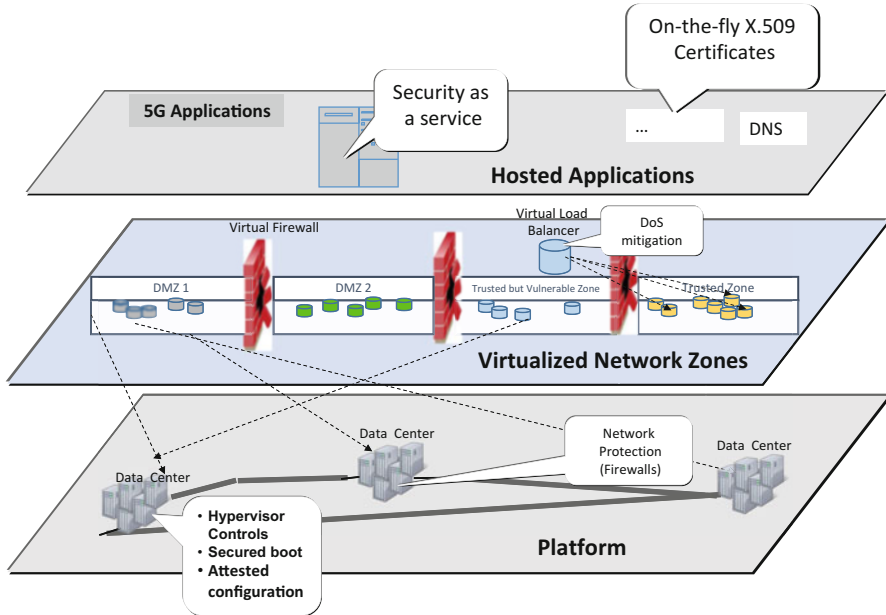 On-the-fly X.509
Certificates
5G Applications
Security as
a service
...
DNS
Hosted Applications
Virtual Firewall
Virtual Load
Balancer
DoS
mitigation
DMZ 1
DMZ 2
Trusted but Vulnerable Zone
Trusted Zone
Virtualized Network Zones
Data Center
Network
Protection
(Firewalls)
Data Center
Data Center
• Hypervisor
Controls
• Secured boot
• Attested
configuration
Platform